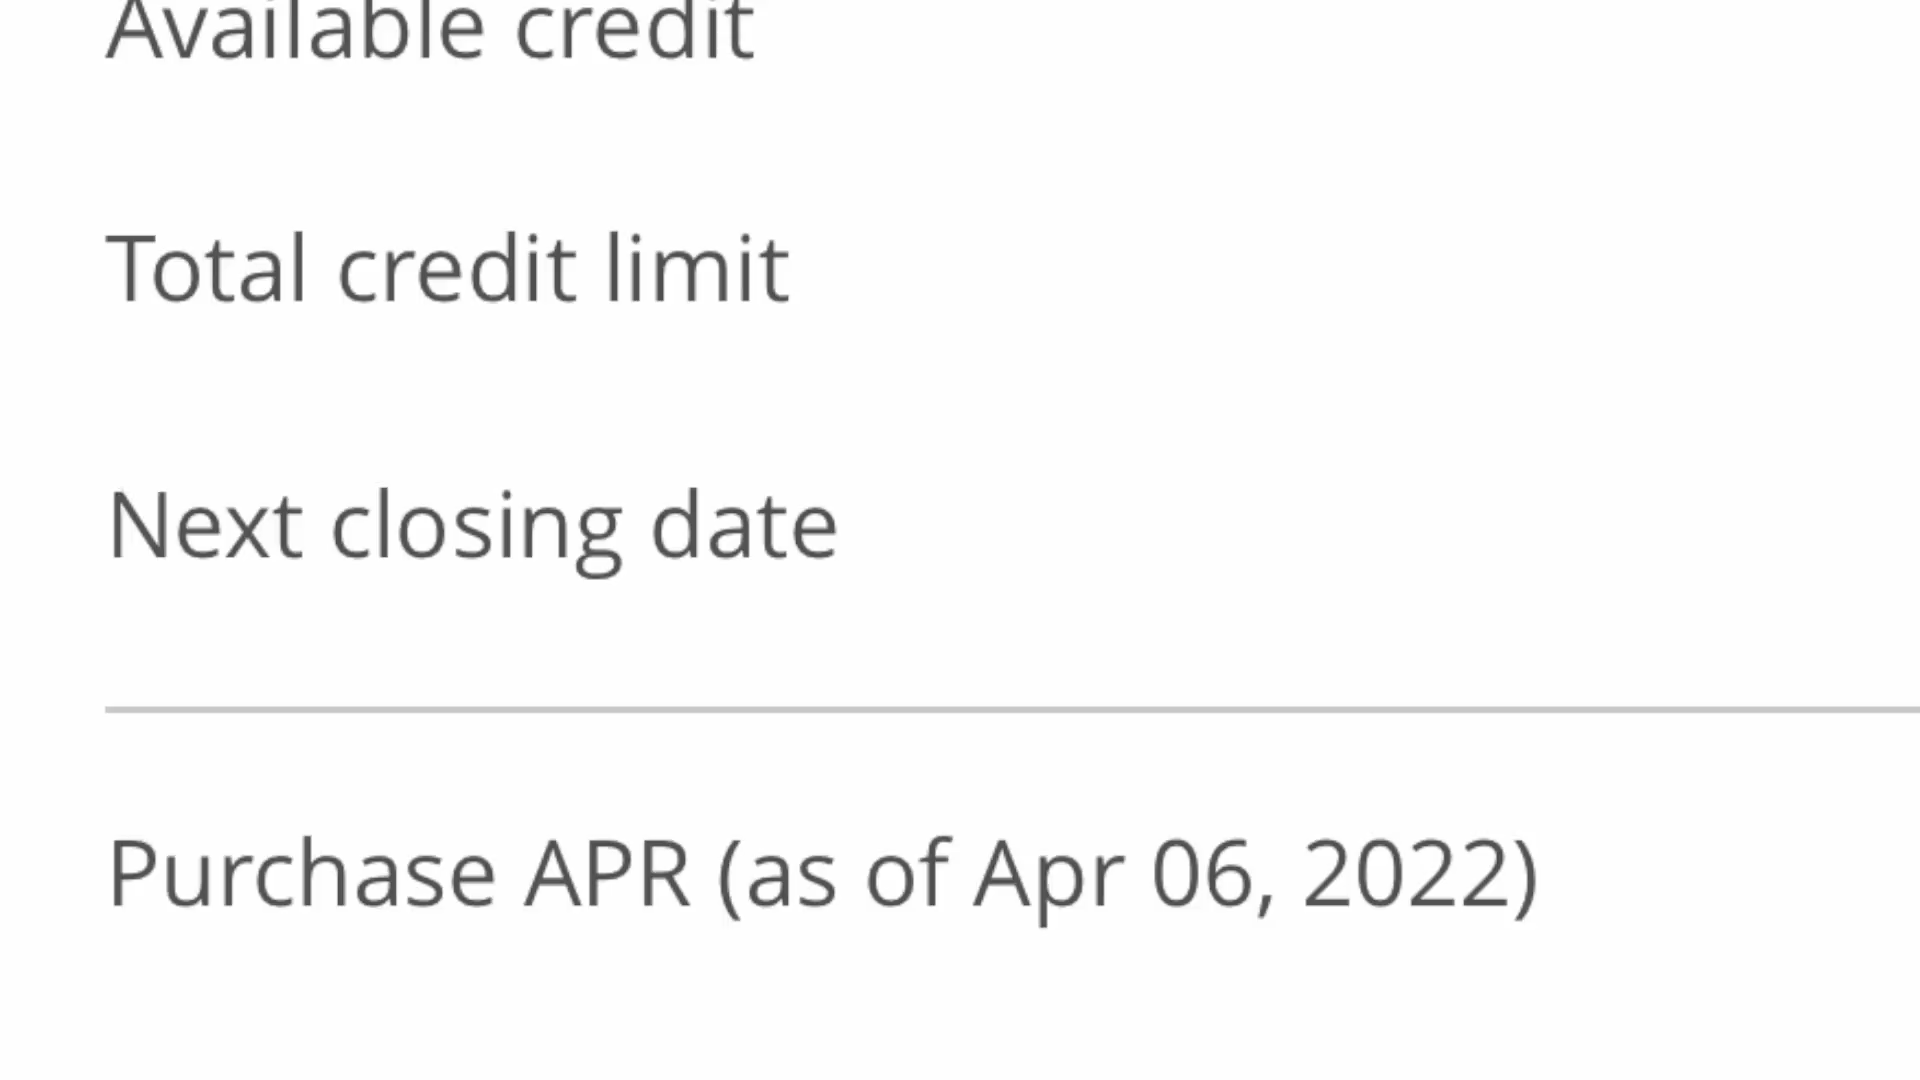 Available credit
Total credit limit
Next closing date
Purchase APR (as of Apr 06, 2022)